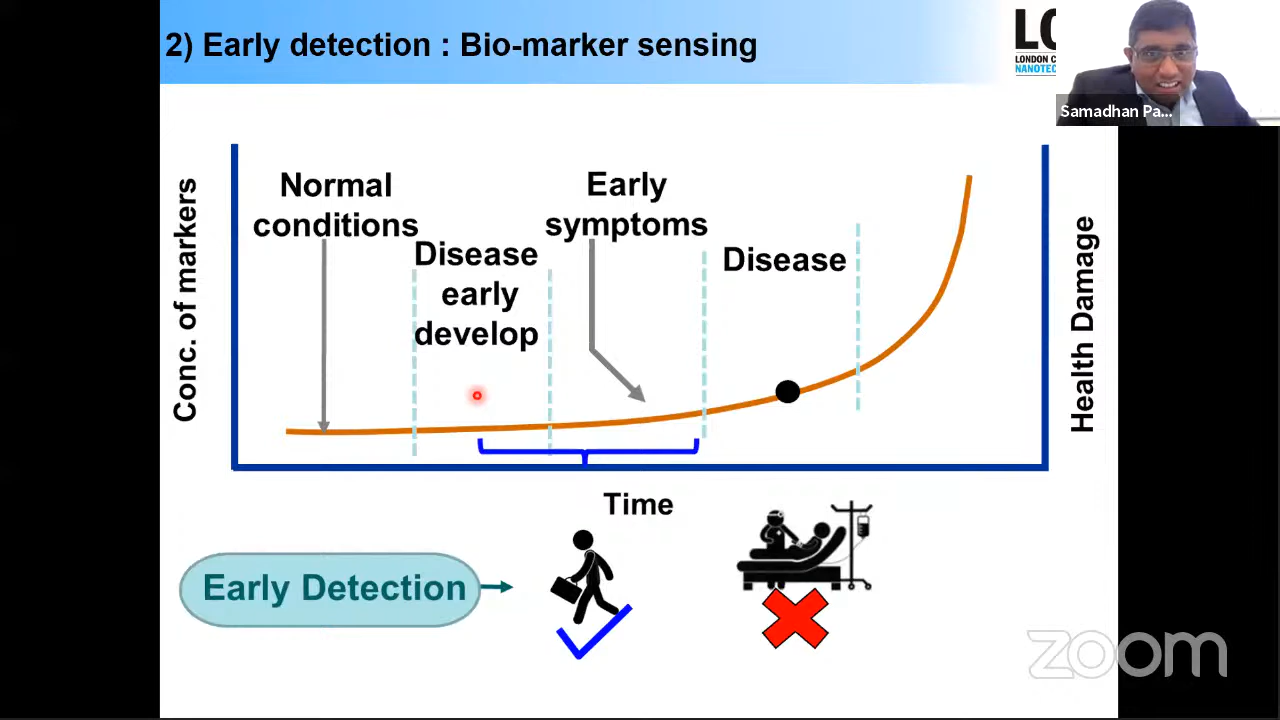 2) Early detection : Bio-marker sensing
LONDON C
NANOTEC
Samadhan Pa...
Normal
conditions
Disease
early
develop
Early
symptoms
Disease
Conc. of markers
Health Damage
Time
Early Detection
zoom